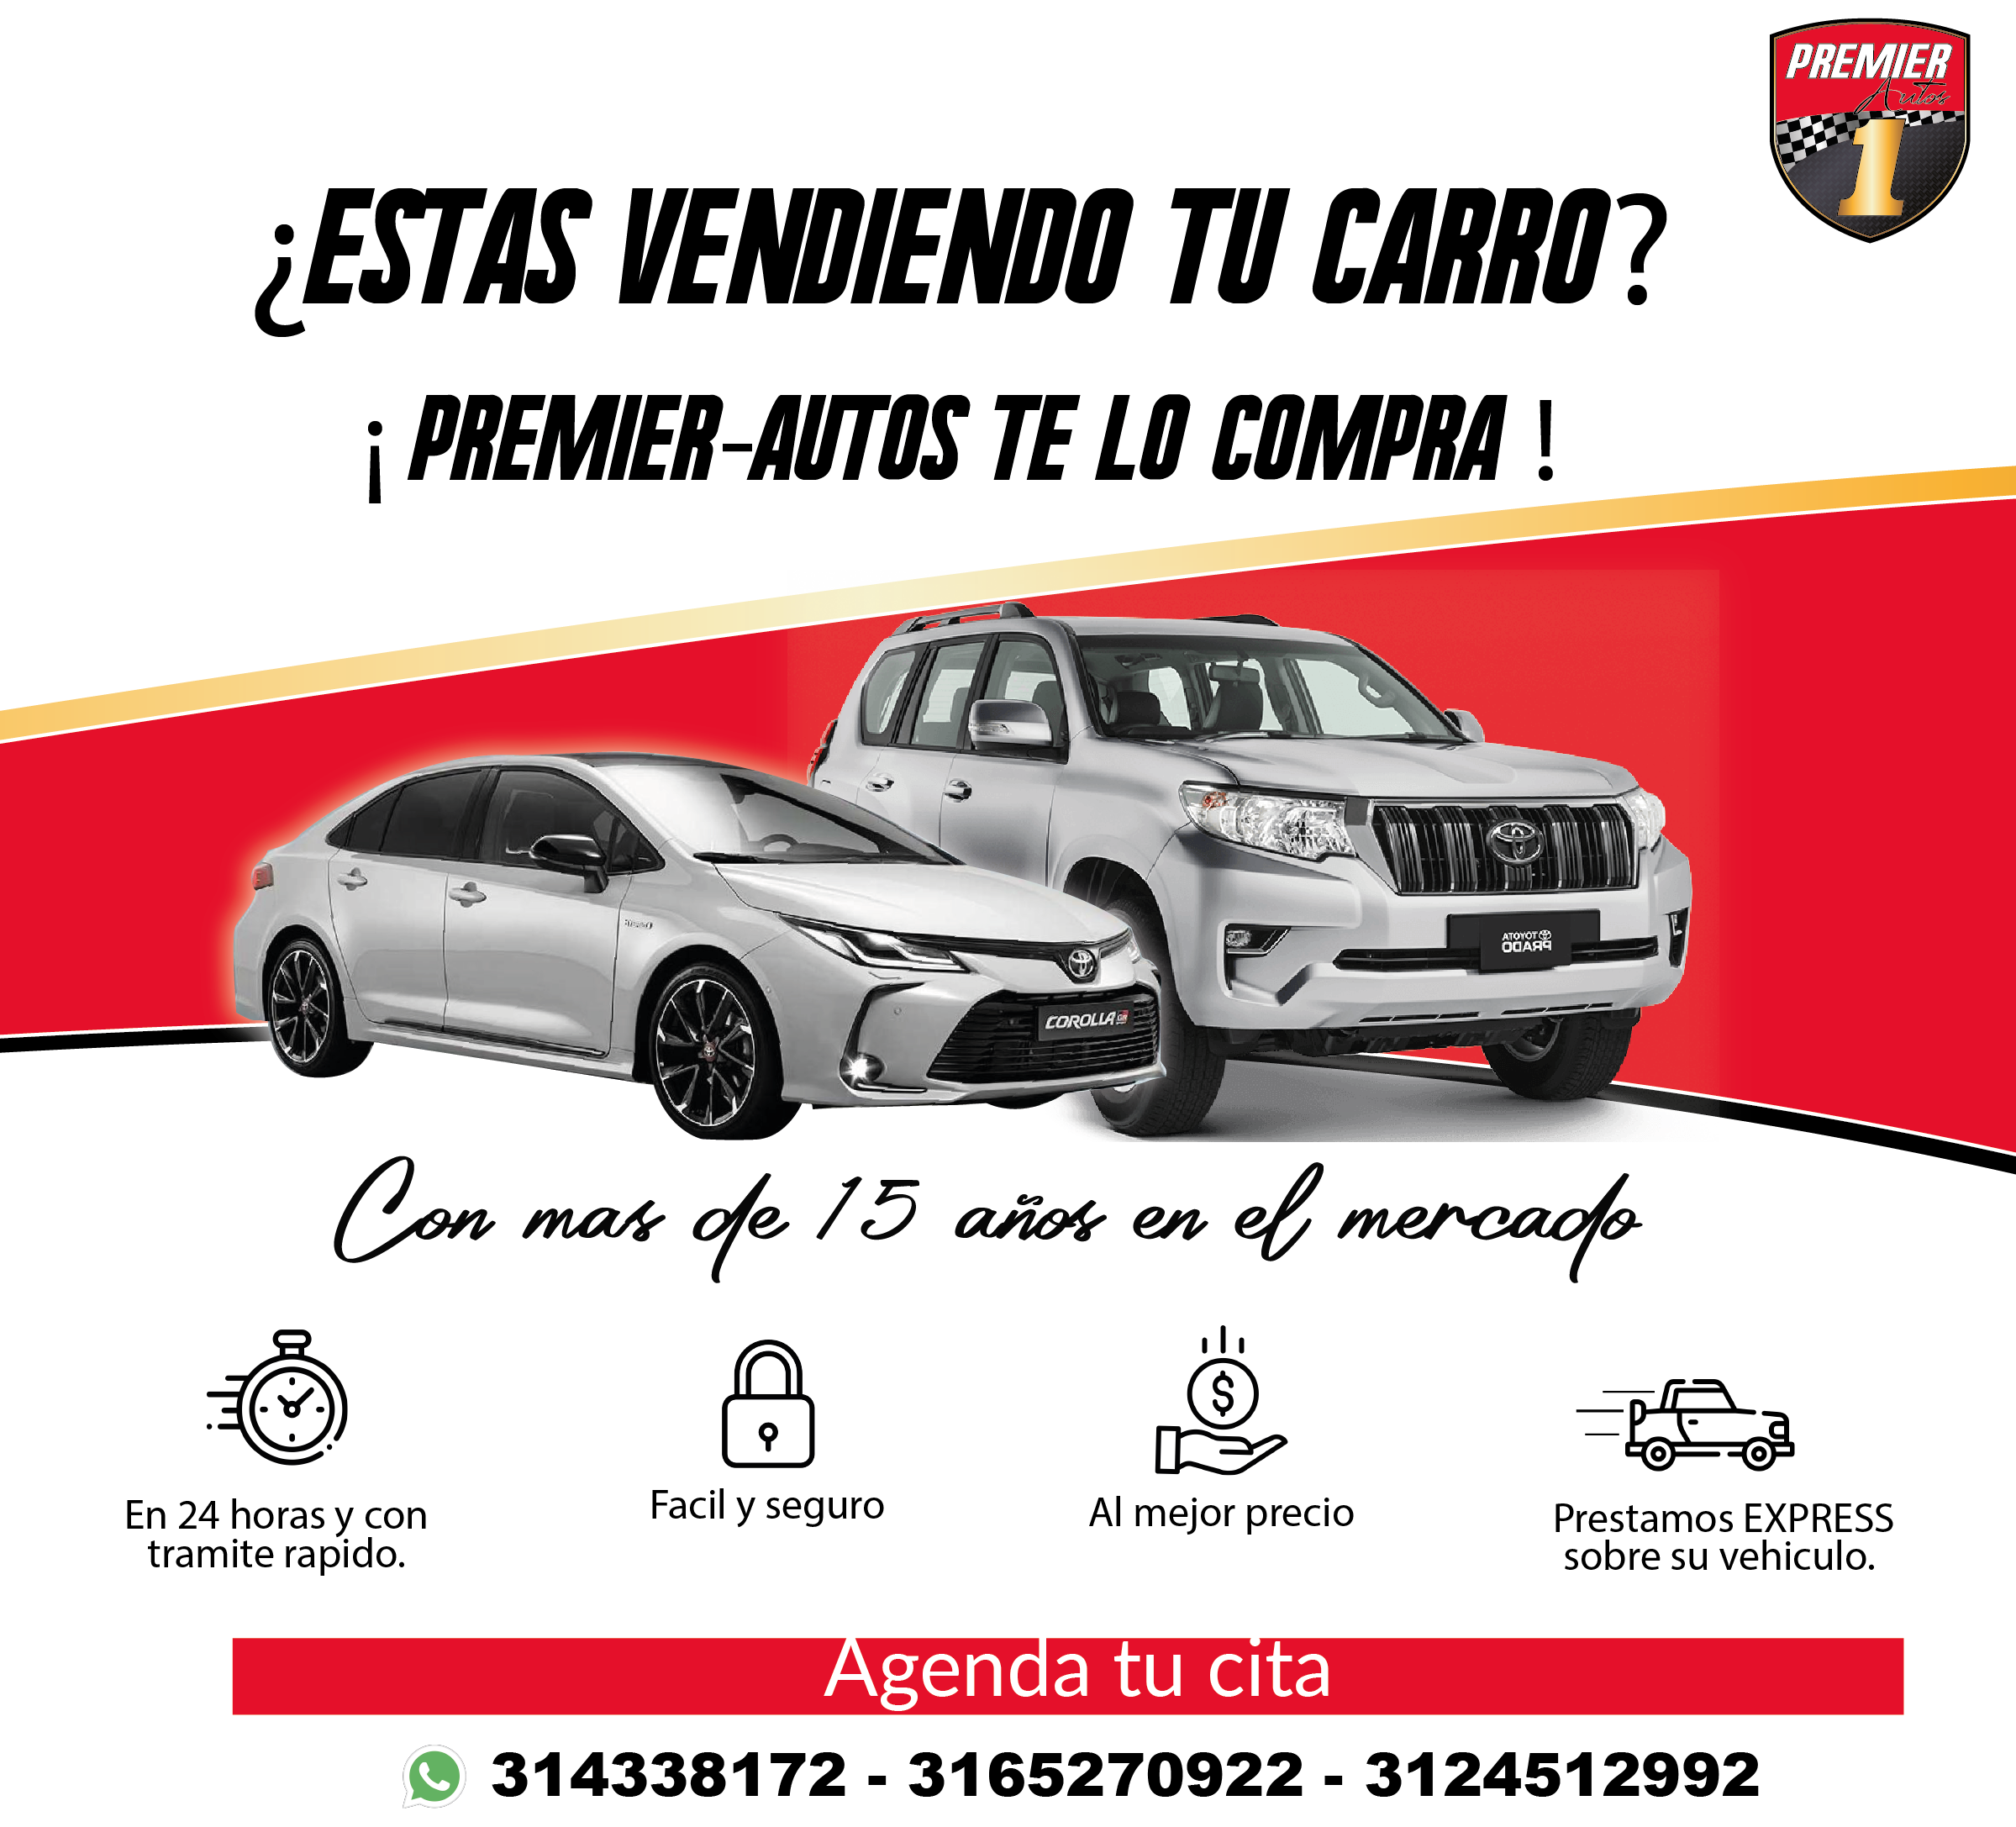 PREMIER
Autos
1
¿ESTAS VENDIENDO TU CARRO?
¡ PREMIER-AUTOS TE LO COMPRA !
TOYOTA
PRADO
COROLLA GR
Con mas de 15 años en el mercado
En 24 horas y con
tramite rapido.
Facil y seguro
Al mejor precio
Prestamos EXPRESS
sobre su vehiculo.
Agenda tu cita
314338172 - 3165270922 - 3124512992